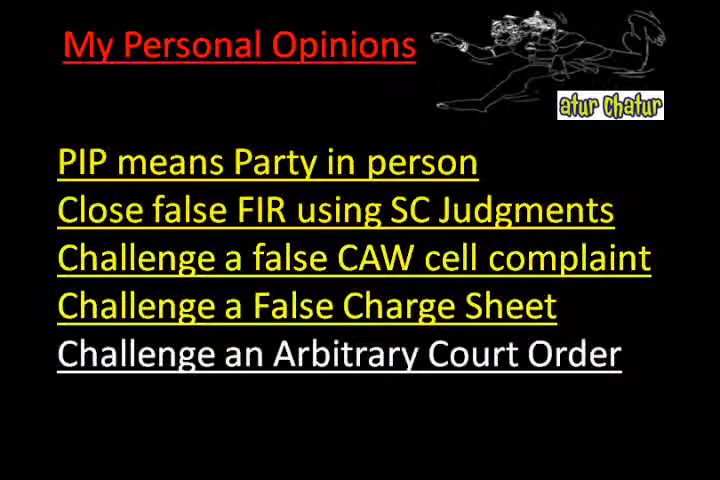 My Personal Opinions
atur chatur
PIP means Party in person
Close false FIR using SC Judgments
Challenge a false CAW cell complaint
Challenge a False Charge Sheet
Challenge an Arbitrary Court Order